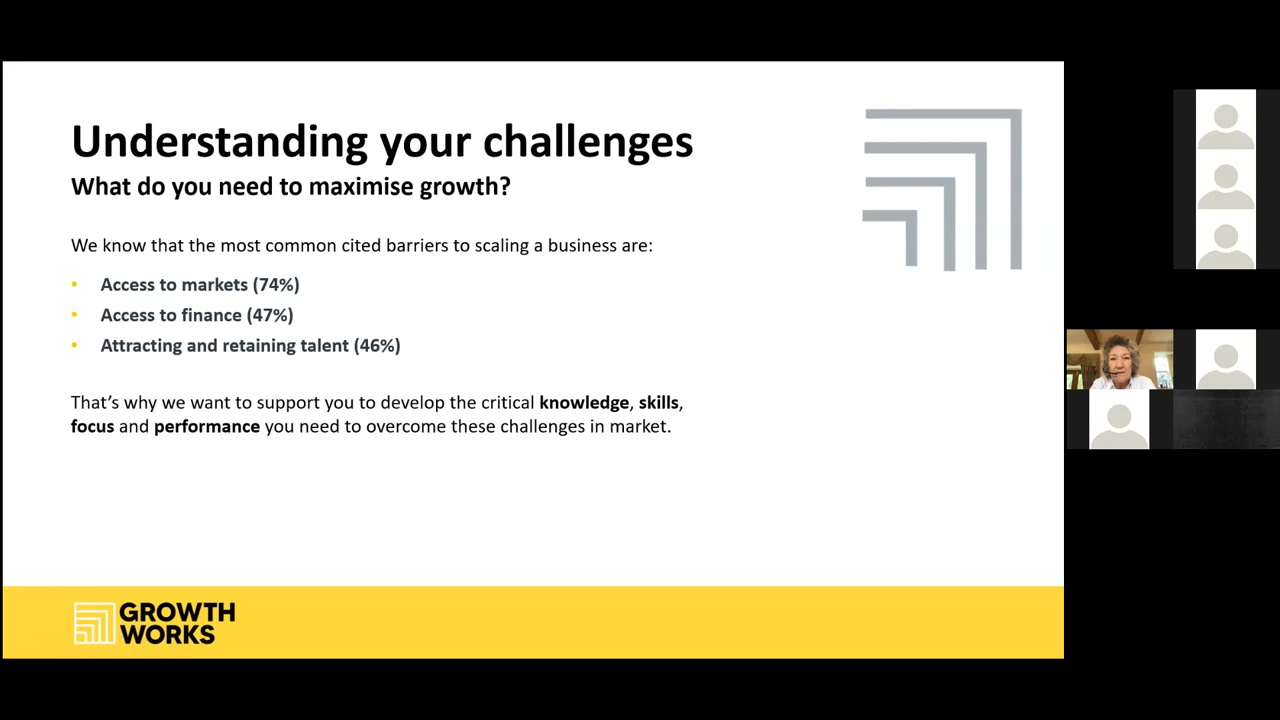 Understanding your challenges
What do you need to maximise growth?
We know that the most common cited barriers to scaling a business are:
• Access to markets (74%)
• Access to finance (47%)
• Attracting and retaining talent (46%)
That’s why we want to support you to develop the critical knowledge, skills,
focus and performance you need to overcome these challenges in market.
GROWTH
WORKS